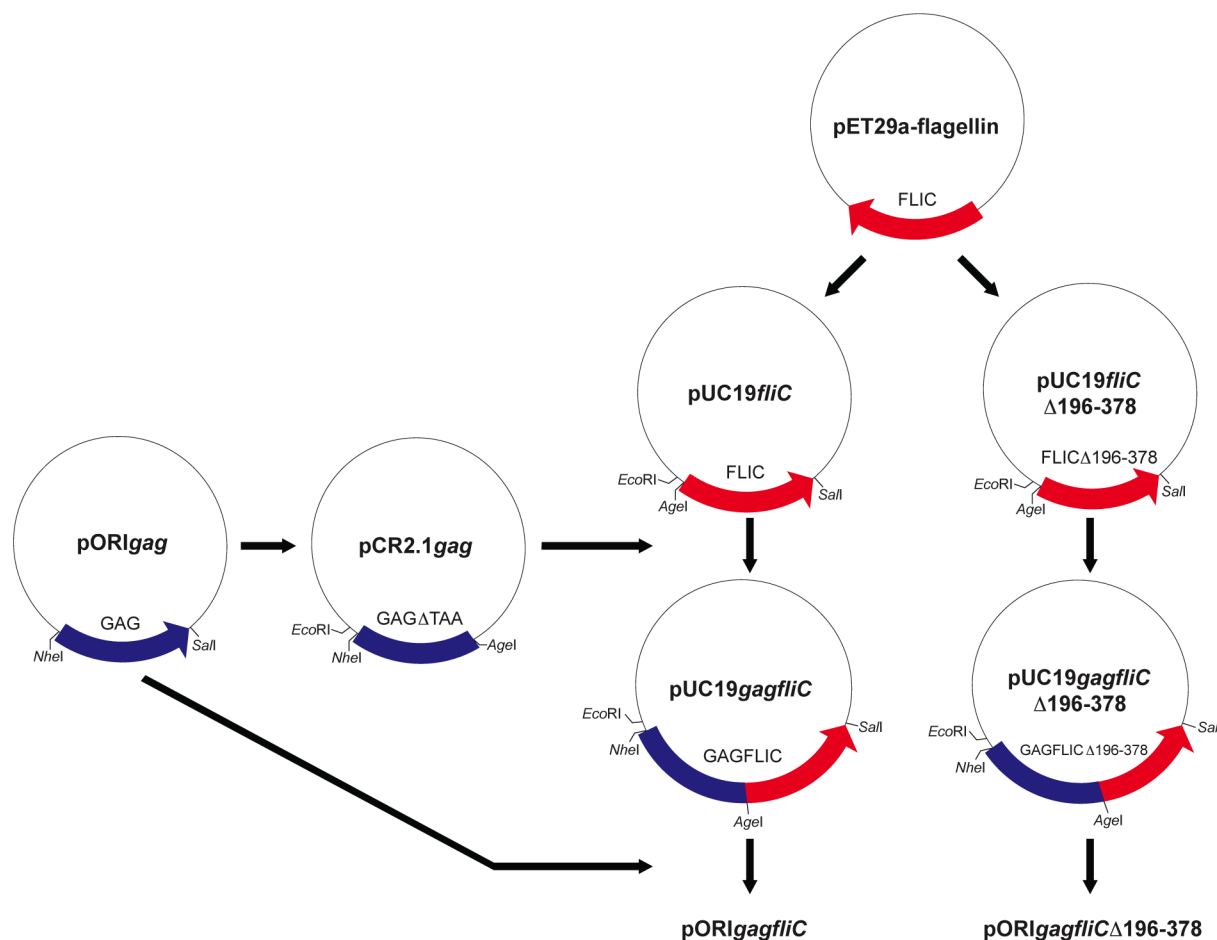 pET29a-flagellin
FLIC
pUC19fliC
FLIC
EcoRI
AgeI
SalI
pUC19fliC
Δ196-378
FLICΔ196-378
EcoRI
AgeI
SalI
pORIgag
GAG
NheI
SalI
pCR2.1gag
GAGΔTAA
EcoRI
NheI
AgeI
pUC19gagfliC
EcoRI
NheI
GAGFLIC
SalI
AgeI
pUC19gagfliC
Δ196-378
EcoRI
NheI
GAGFLICΔ196-378
SalI
AgeI
pORIgagfliC
pORIgagfliCΔ196-378